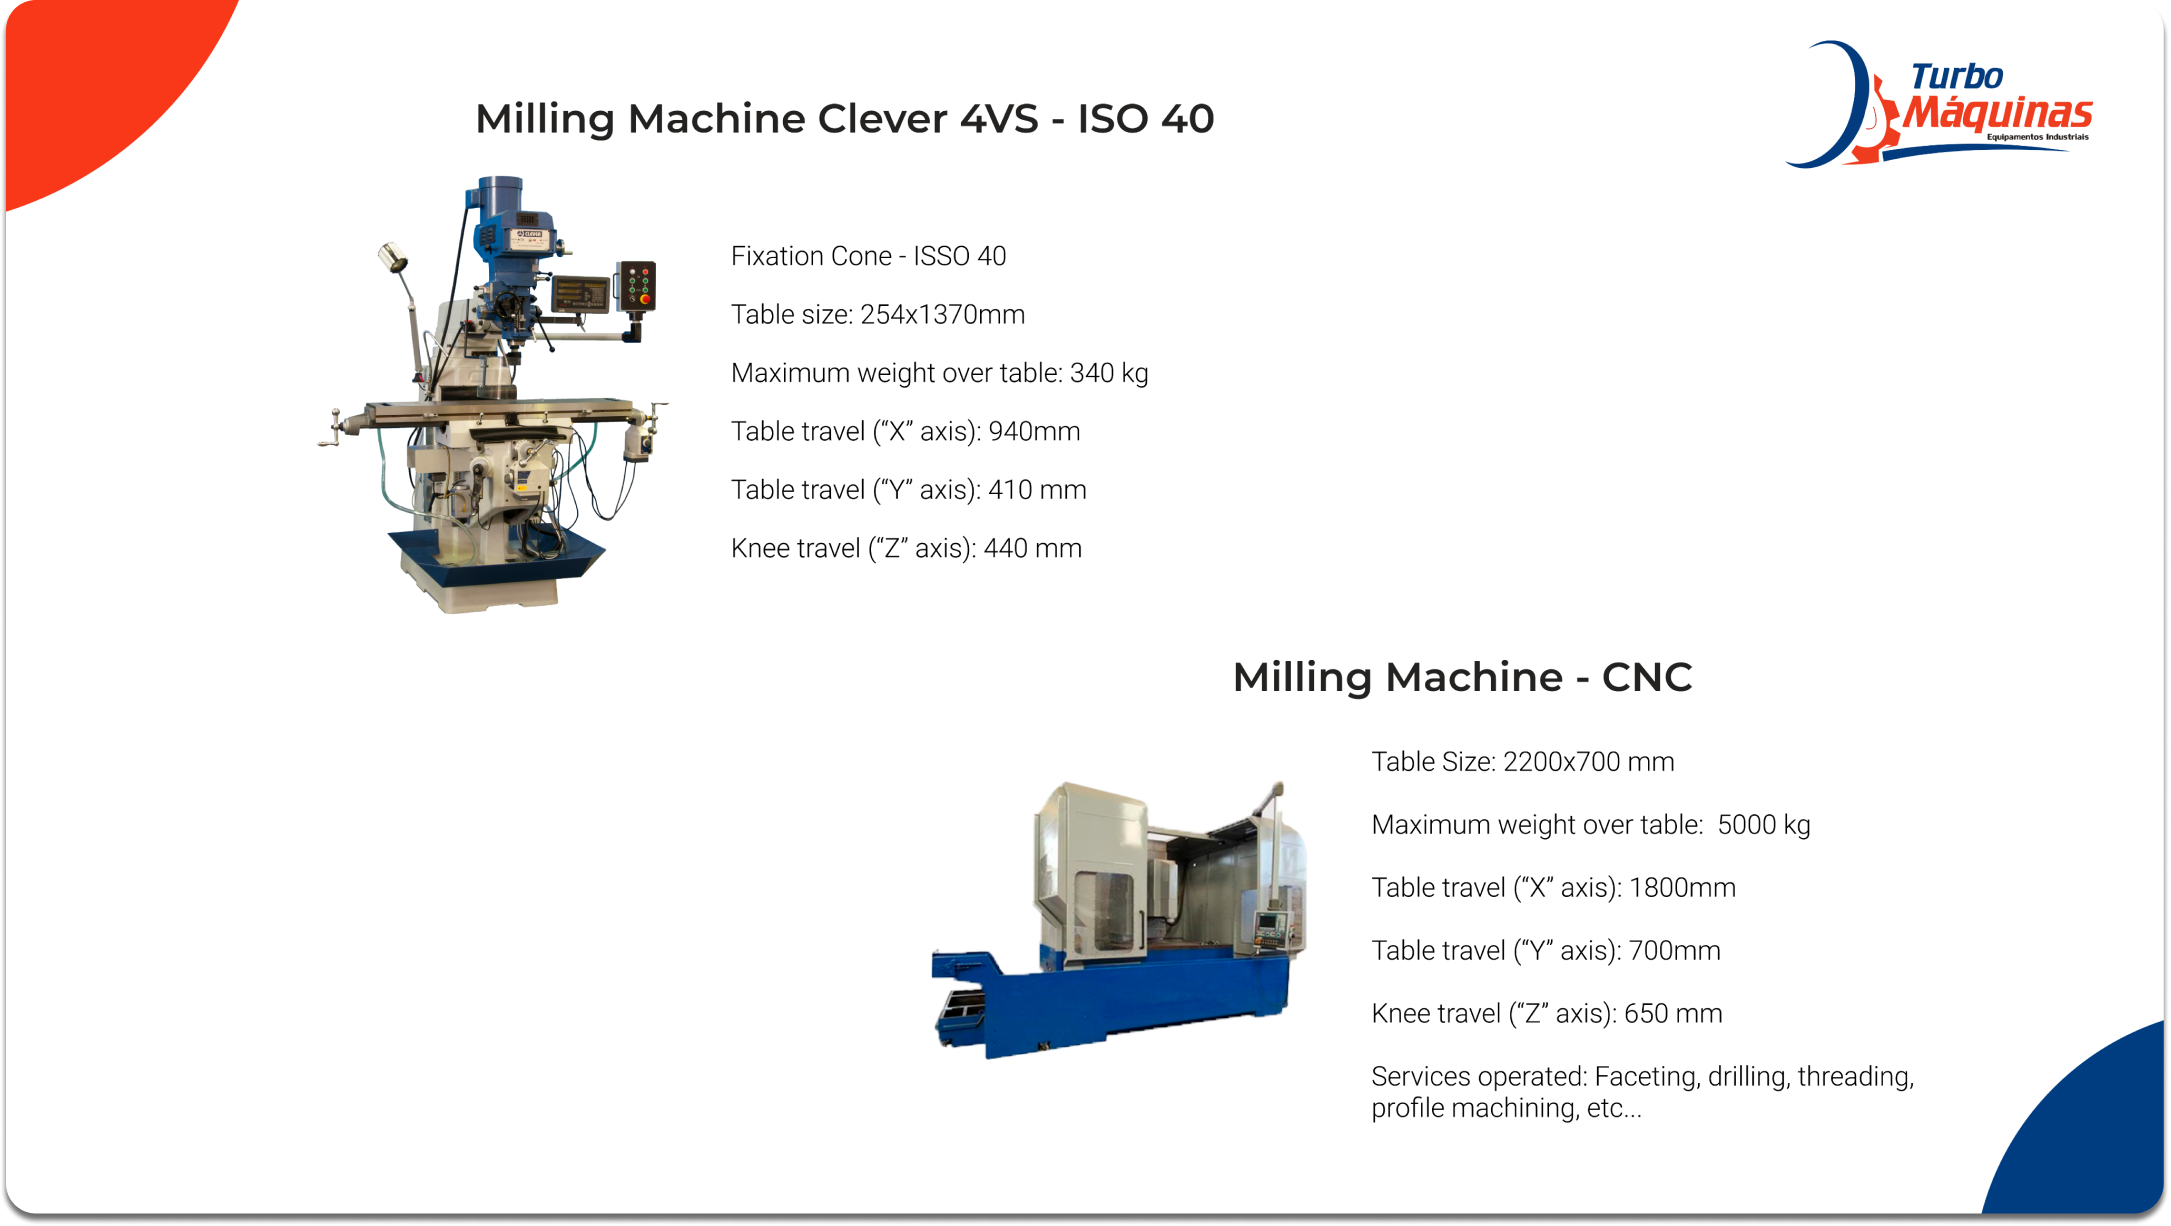 Milling Machine Clever 4VS - ISO 40
Turbo
Máquinas
Equipamentos Industriais
CLEVER
Fixation Cone - ISSO 40
Table size: 254x1370mm
Maximum weight over table: 340 kg
Table travel (“X” axis): 940mm
Table travel (“Y” axis): 410 mm
Knee travel (“Z” axis): 440 mm
Milling Machine - CNC
Table Size: 2200x700 mm
Maximum weight over table:  5000 kg
Table travel (“X” axis): 1800mm
Table travel (“Y” axis): 700mm
Knee travel (“Z” axis): 650 mm
Services operated: Faceting, drilling, threading,
profile machining, etc...